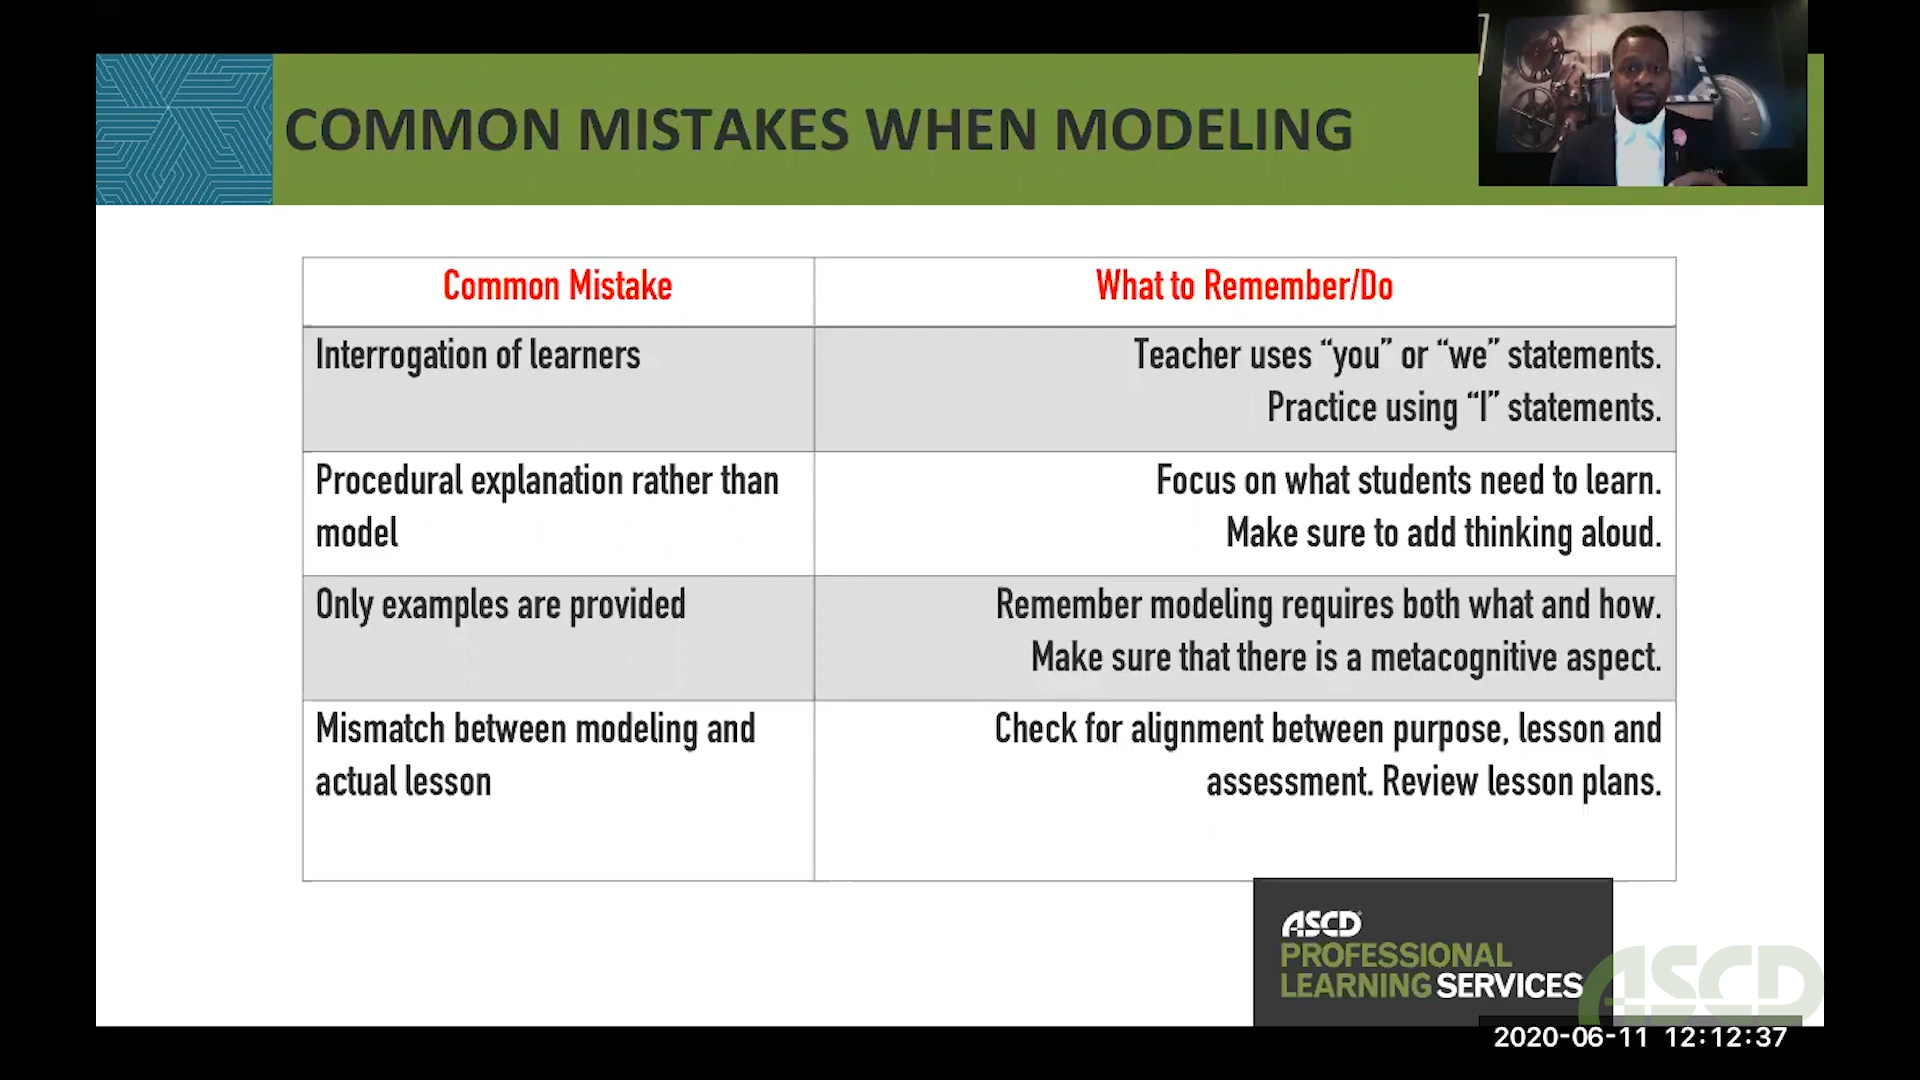 COMMON MISTAKES WHEN MODELING
Common Mistake
What to Remember/Do
Interrogation of learners
Teacher uses “you” or “we” statements.
Practice using “I” statements.
Procedural explanation rather than
model
Focus on what students need to learn.
Make sure to add thinking aloud.
Only examples are provided
Remember modeling requires both what and how.
Make sure that there is a metacognitive aspect.
Mismatch between modeling and
actual lesson
Check for alignment between purpose, lesson and
assessment. Review lesson plans.
ASCD
PROFESSIONAL
LEARNING SERVICES
ASCD
2020-06-11 12:12:37